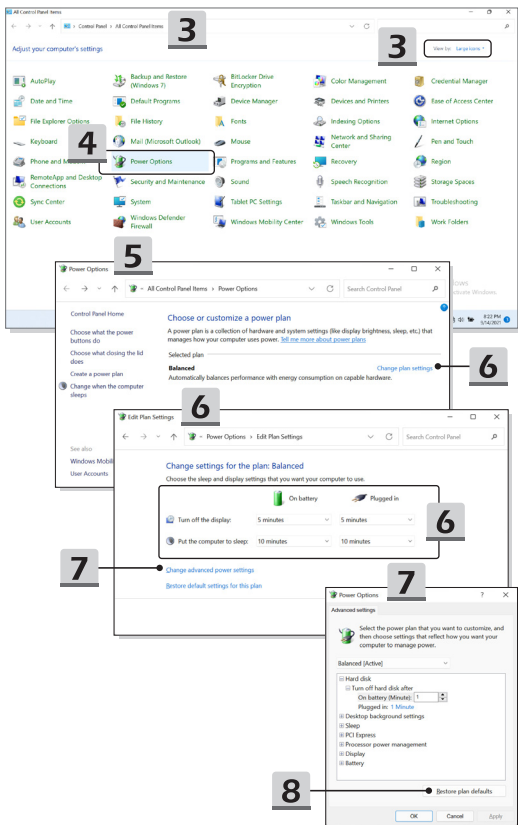 All Control Panel Items
Control Panel > All Control Panel Items
3
3
Adjust your computer's settings
View by: Large icons
AutoPlay
Backup and Restore (Windows 7)
BitLocker Drive Encryption
Color Management
Credential Manager
Date and Time
Default Programs
Device Manager
Devices and Printers
Ease of Access Center
File Explorer Options
File History
Fonts
Indexing Options
Internet Options
4
Keyboard
Mail (Microsoft Outlook)
Mouse
Network and Sharing Center
Pen and Touch
Phone and M
Power Options
Programs and Features
Recovery
Region
RemoteApp and Desktop Connections
Security and Maintenance
Sound
Speech Recognition
Storage Spaces
Sync Center
System
Tablet PC Settings
Taskbar and Navigation
Troubleshooting
User Accounts
Windows Defender Firewall
Windows Mobility Center
Windows Tools
Work Folders
5
Power Options
All Control Panel Items > Power Options
Search Control Panel
Windows.
8:22 PM
9/14/2021
Control Panel Home
Choose what the power buttons do
Choose what closing the lid does
Create a power plan
Change when the computer sleeps
Choose or customize a power plan
A power plan is a collection of hardware and system settings (like display brightness, sleep, etc.) that
manages how your computer uses power. Tell me more about power plans
Selected plan
Balanced
Change plan settings
6
Automatically balances performance with energy consumption on capable hardware.
See also
Windows Mobili
User Accounts
6
Edit Plan Settings
Power Options > Edit Plan Settings
Search Control Panel
Change settings for the plan: Balanced
Choose the sleep and display settings that you want your computer to use.
On battery
Plugged in
6
Turn off the display:
5 minutes
5 minutes
Put the computer to sleep:
10 minutes
10 minutes
7
Change advanced power settings
Restore default settings for this plan
7
Power Options
?
Advanced settings
Select the power plan that you want to customize, and
then choose settings that reflect how you want your
computer to manage power.
Balanced [Active]
Hard disk
Turn off hard disk after
On battery (Minute): 1
Plugged in: 1 Minute
Desktop background settings
Sleep
PCI Express
Processor power management
Display
Battery
8
Restore plan defaults
OK
Cancel
Apply